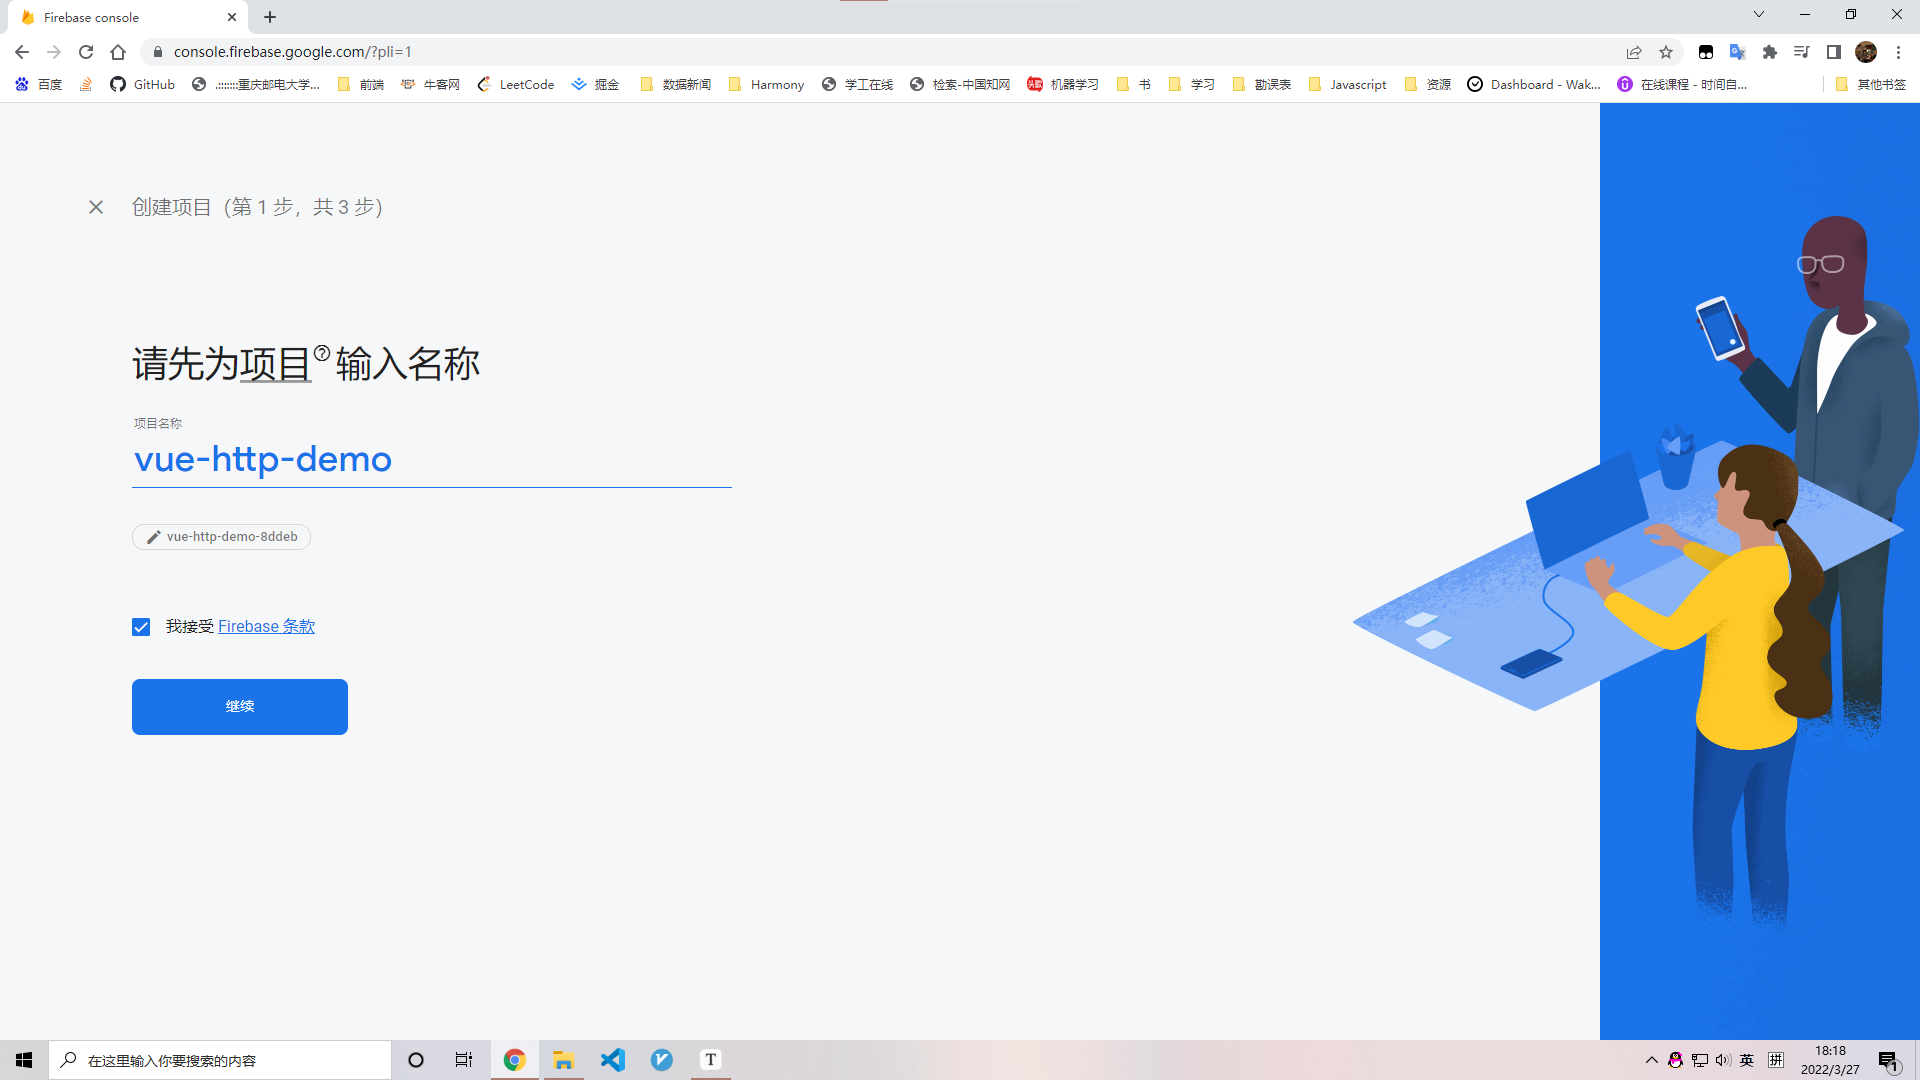 Firebase console
console.firebase.google.com/?pli=1
百度
GitHub
.:::::::重庆邮电大学...
前端
牛客网
LeetCode
掘金
数据新闻
Harmony
学工在线
检索-中国知网
机器学习
书
学习
勘误表
Javascript
资源
Dashboard - Wak...
在线课程 - 时间自...
其他书签
创建项目（第 1 步，共 3 步）
请先为项目?输入名称
项目名称
vue-http-demo
vue-http-demo-8ddeb
我接受 Firebase 条款
继续
在这里输入你要搜索的内容
T
英
拼
18:18
2022/3/27
1